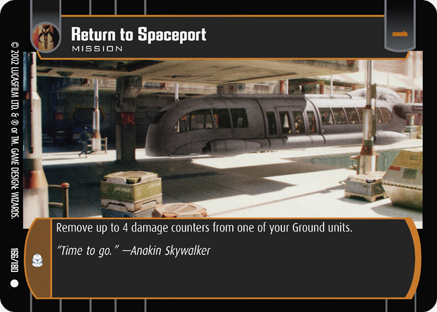 Return to Spaceport
MISSION
Remove up to 4 damage counters from one of your Ground units.
"Time to go." —Anakin Skywalker
© 2002 LUCASFILM LTD. & ® or TM. GAME DESIGN: WIZARDS.
165/180